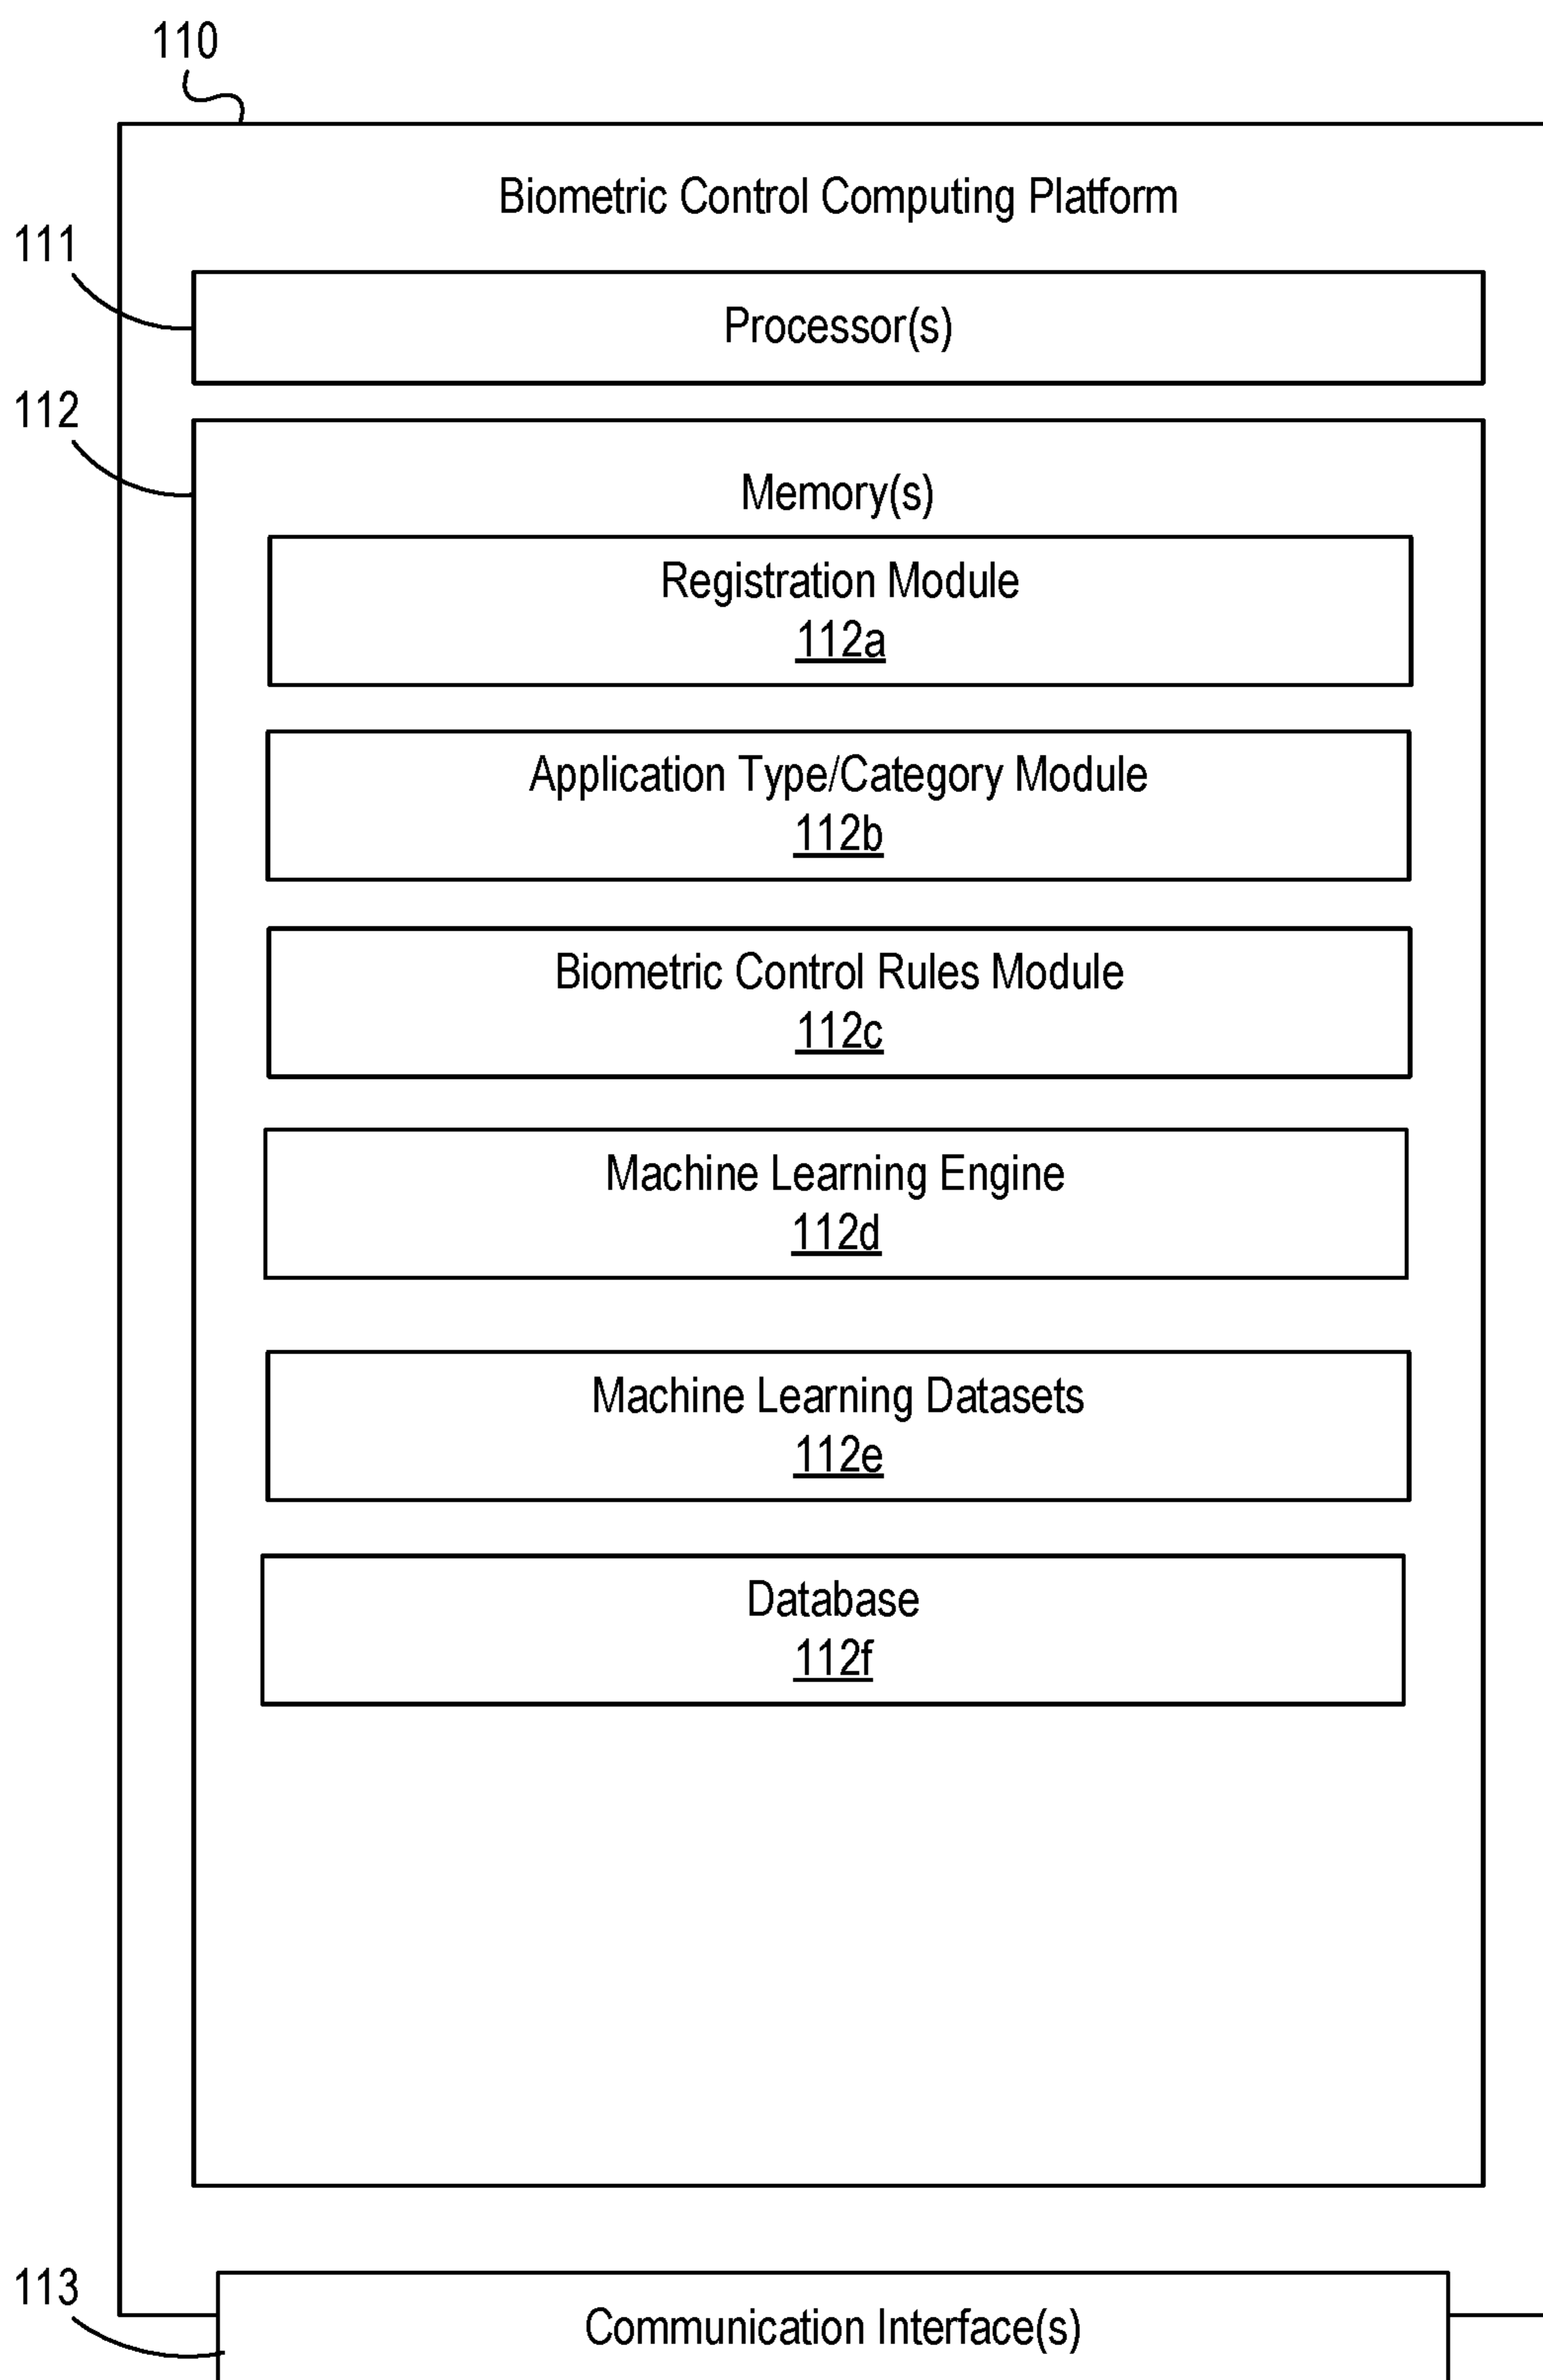 110
Biometric Control Computing Platform
111
Processor(s)
112
Memory(s)
Registration Module
112a
Application Type/Category Module
112b
Biometric Control Rules Module
112c
Machine Learning Engine
112d
Machine Learning Datasets
112e
Database
112f
113
Communication Interface(s)